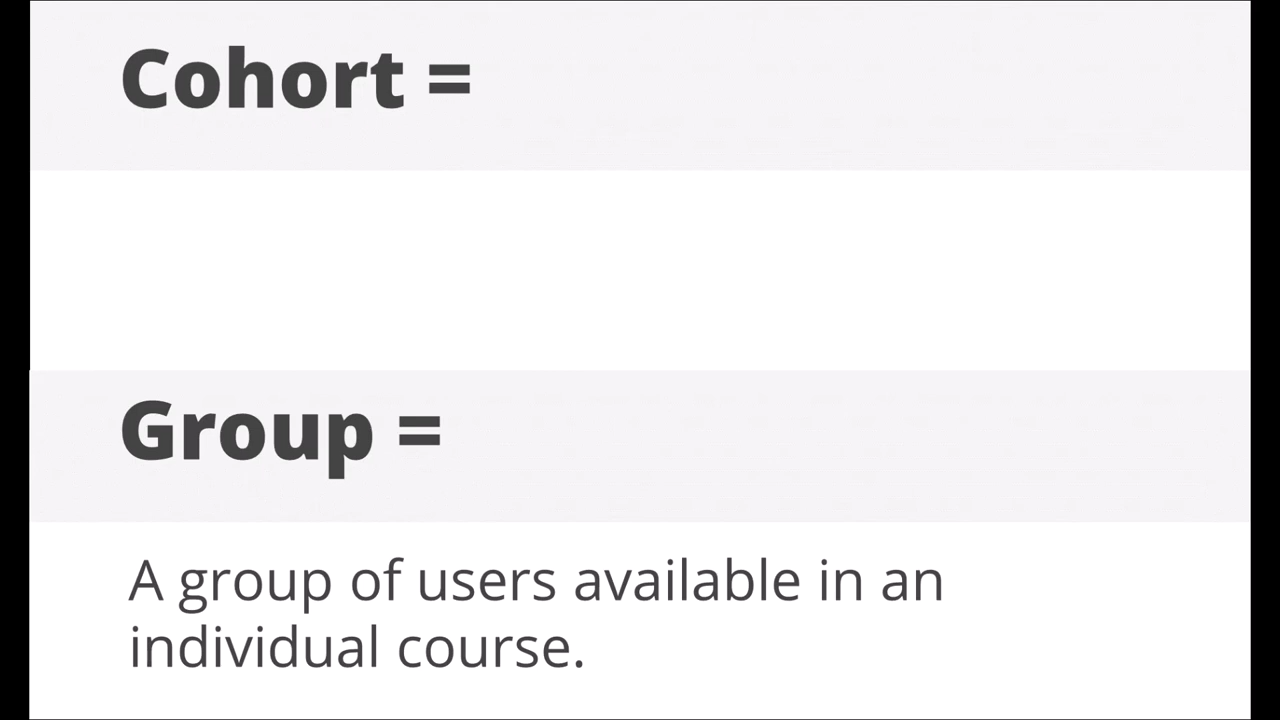 Cohort =
Group =
A group of users available in an
individual course.